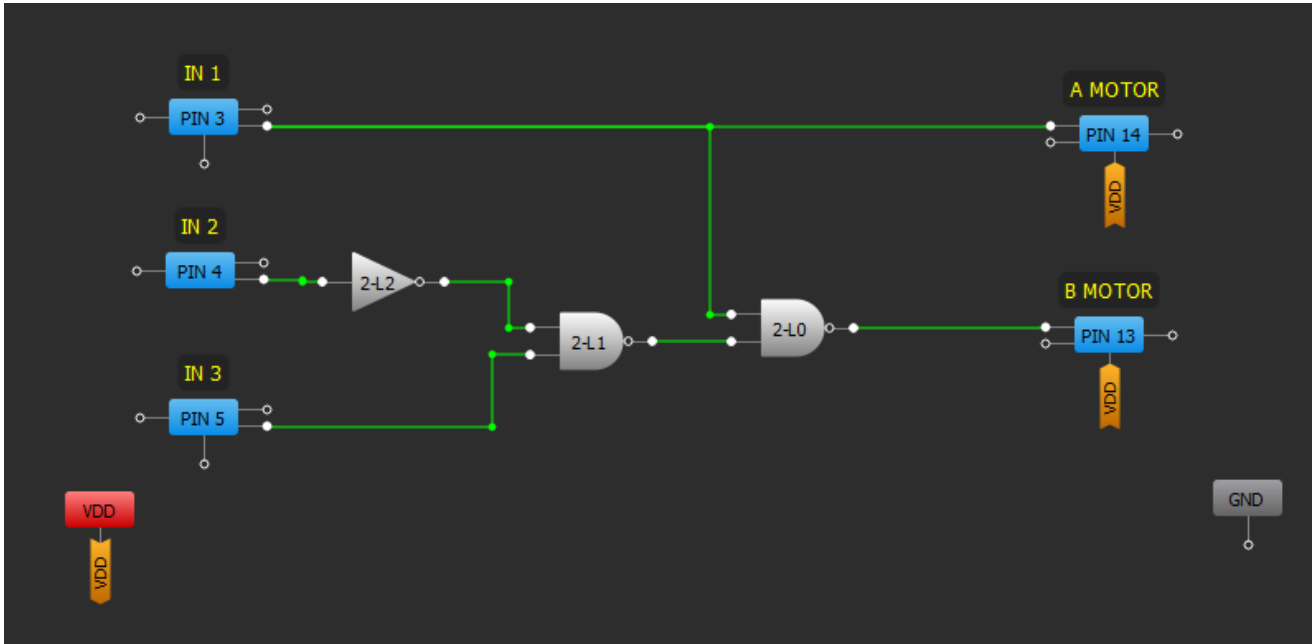 IN 1
PIN 3
A MOTOR
PIN 14
VDD
IN 2
PIN 4
2-L2
2-L1
2-L0
B MOTOR
PIN 13
VDD
IN 3
PIN 5
VDD
VDD
GND